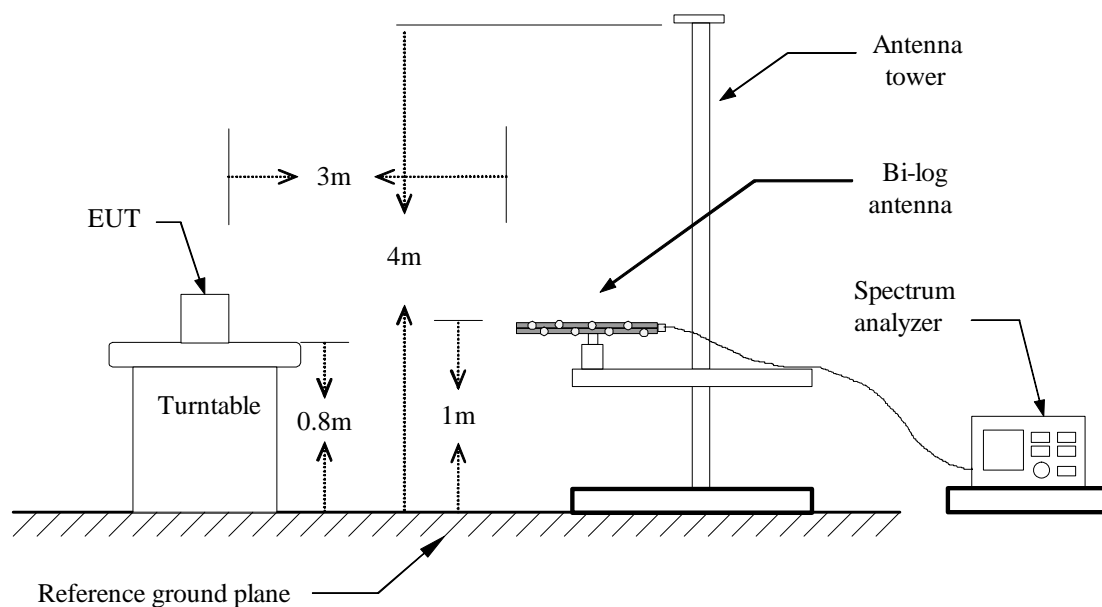 Antenna
tower
3m
Bi-log
antenna
EUT
4m
Spectrum
analyzer
Turntable
0.8m
1m
Reference ground plane